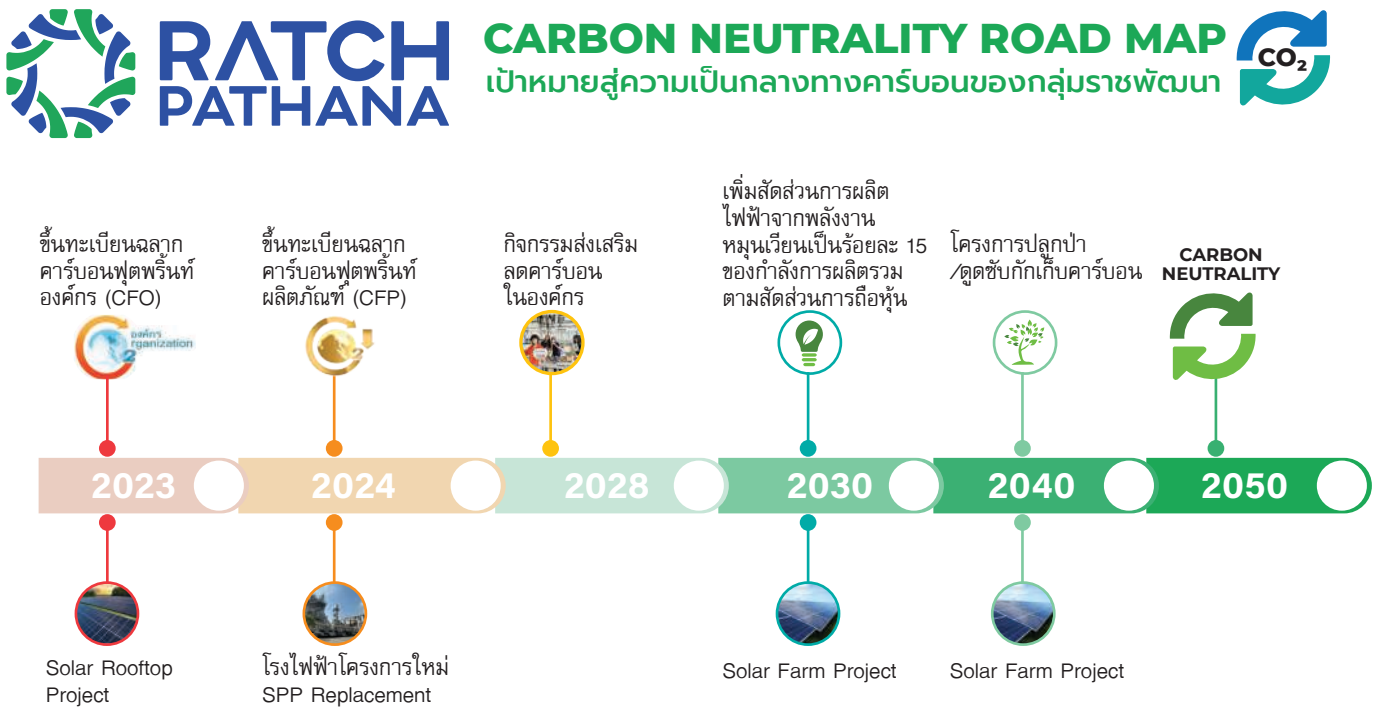 RATCH
PATHANA
CARBON NEUTRALITY ROAD MAP
เป้าหมายสู่ความเป็นกลางทางคาร์บอนของกลุ่มราชพัฒนา
CO₂
ขึ้นทะเบียนฉลาก
คาร์บอนฟุตพริ้นท์
องค์กร (CFO)
องค์กร
rganization
2
ขึ้นทะเบียนฉลาก
คาร์บอนฟุตพริ้นท์
ผลิตภัณฑ์ (CFP)
2
กิจกรรมส่งเสริม
ลดคาร์บอน
ในองค์กร
เพิ่มสัดส่วนการผลิต
ไฟฟ้าจากพลังงาน
หมุนเวียนเป็นร้อยละ 15
ของกำลังการผลิตรวม
ตามสัดส่วนการถือหุ้น
โครงการปลูกป่า
/ดูดซับกักเก็บคาร์บอน
CARBON
NEUTRALITY
2023
2024
2028
2030
2040
2050
Solar Rooftop
Project
โรงไฟฟ้าโครงการใหม่
SPP Replacement
Solar Farm Project
Solar Farm Project